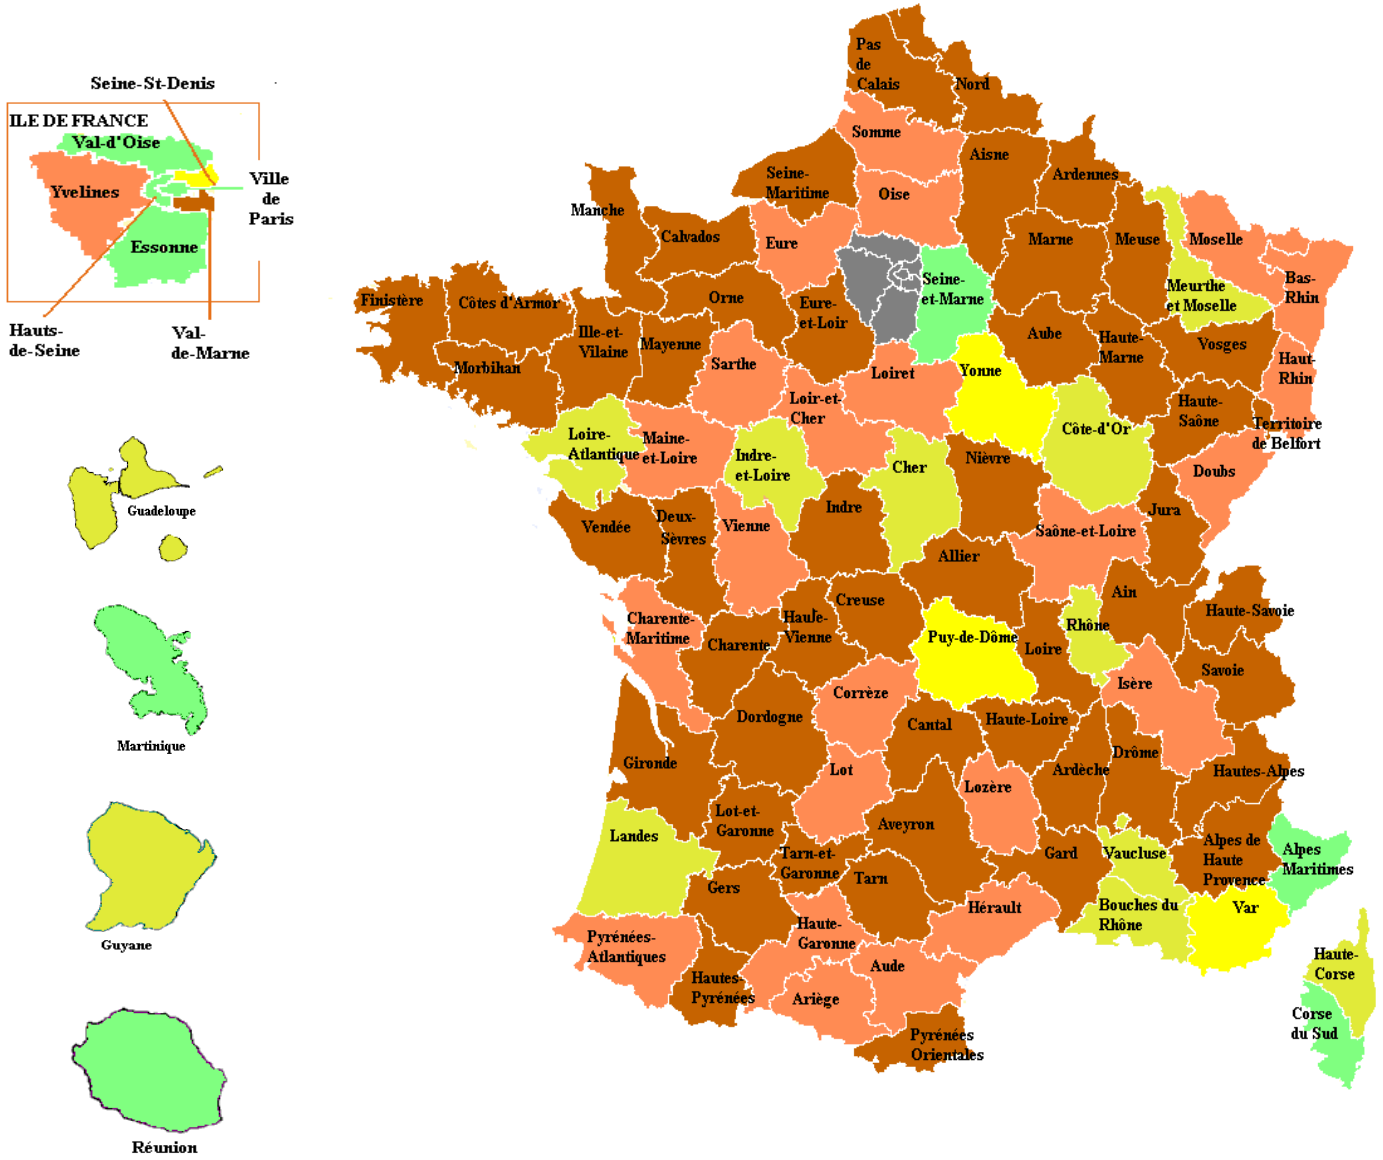 Seine-St-Denis
ILE DE FRANCE
Val-d'Oise
Yvelines
Ville
de
Paris
Essonne
Hauts-
de-Seine
Val-
de-Marne
Guadeloupe
Martinique
Guyane
Réunion
Pas
de
Calais
Nord
Somme
Aisne
Ardennes
Seine-
Maritime
Oise
Manche
Calvados
Eure
Marne
Meuse
Moselle
Bas-
Rhin
Seine-
et-Marne
Meurthe
et Moselle
Finistère
Côtes d'Armor
Orne
Eure-
et-Loir
Ille-et-
Vilaine
Mayenne
Aube
Haute-
Marne
Vosges
Morbihan
Sarthe
Loiret
Yonne
Haut-
Rhin
Loir-et-
Cher
Haute-
Saône
Territoire
de Belfort
Côte-d'Or
Loire-
Atlantique
Maine-
et-Loire
Indre-
et-Loire
Cher
Nièvre
Doubs
Vendée
Deux-
Sèvres
Vienne
Indre
Jura
Saône-et-Loire
Allier
Creuse
Ain
Haute-Savoie
Charente-
Maritime
Haute-
Vienne
Charente
Puy-de-Dôme
Loire
Rhône
Savoie
Isère
Corrèze
Dordogne
Cantal
Haute-Loire
Gironde
Lot
Lozère
Ardèche
Drôme
Hautes-Alpes
Landes
Lot-et-
Garonne
Aveyron
Tarn-et-
Garonne
Gard
Vaucluse
Alpes de
Haute
Provence
Alpes
Maritimes
Gers
Tarn
Hérault
Bouches du
Rhône
Var
Pyrénées-
Atlantiques
Haute-
Garonne
Aude
Hautes-
Pyrénées
Ariège
Pyrénées
Orientales
Haute-
Corse
Corse
du Sud